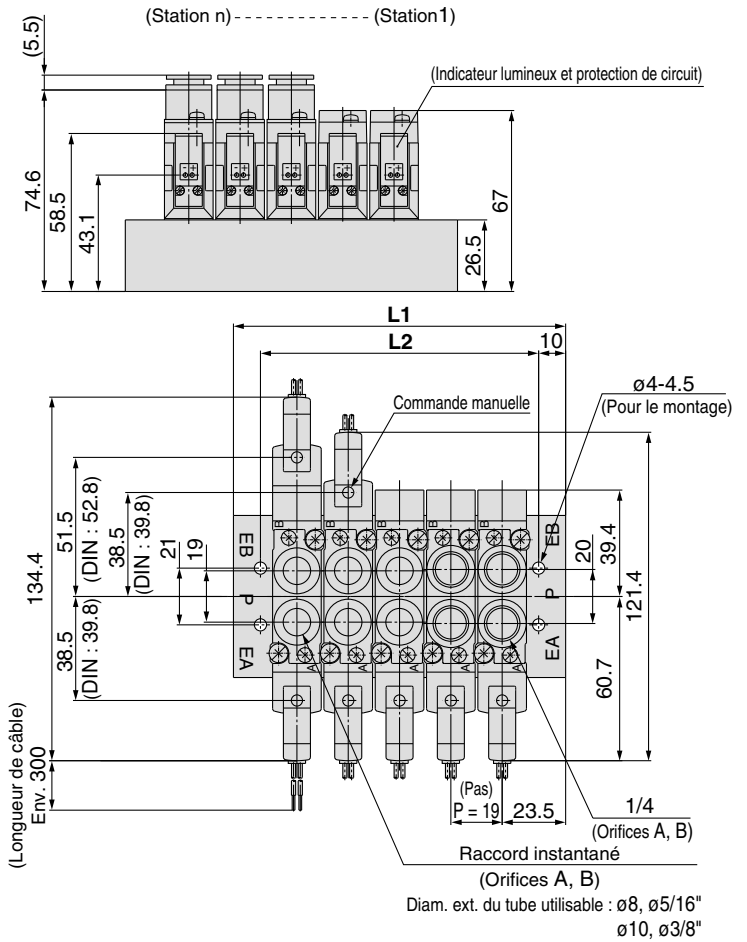 (Station n) - - - - - - - - - - - - - (Station1)
(5.5)
(Indicateur lumineux et protection de circuit)
74.6
58.5
43.1
67
26.5
L1
L2
10
ø4-4.5
(Pour le montage)
Commande manuelle
134.4
51.5
(DIN : 52.8)
38.5
(DIN : 39.8)
21
19
38.5
(DIN : 39.8)
EB
P
EA
B
B
B
B
B
A
A
A
A
A
EB
P
EA
20
39.4
121.4
60.7
(Longueur de câble)
Env. 300
(Pas)
P = 19
23.5
1/4
(Orifices A, B)
Raccord instantané
(Orifices A, B)
Diam. ext. du tube utilisable : ø8, ø5/16"
ø10, ø3/8"